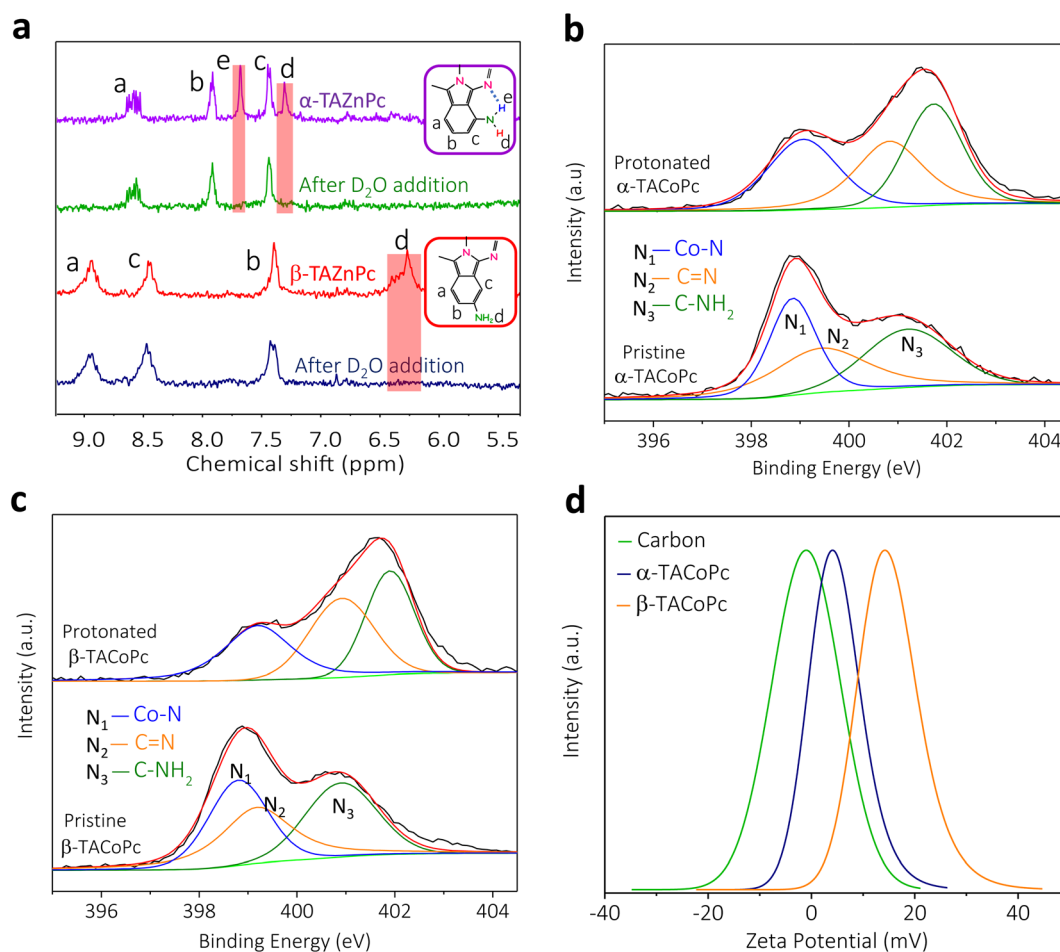 a
a
b
e
c
d
α-TAZnPc
N
N
e
H
N
H
d
a
b
c
After D2O addition
a
c
b
d
β-TAZnPc
N
N
a
c
b
NH2
d
After D2O addition
9.0 8.5 8.0 7.5 7.0 6.5 6.0 5.5
Chemical shift (ppm)
b
Intensity (a.u)
Protonated
α-TACoPc
N1—Co-N
N2—C=N
N3—C-NH2
N1
N2
N3
Pristine
α-TACoPc
396 398 400 402 404
Binding Energy (eV)
c
Intensity (a.u.)
Protonated
β-TACoPc
N1—Co-N
N2—C=N
N3—C-NH2
N1
N2
N3
Pristine
β-TACoPc
396 398 400 402 404
Binding Energy (eV)
d
Intensity (a.u.)
Carbon
α-TACoPc
β-TACoPc
-40 -20 0 20 40
Zeta Potential (mV)